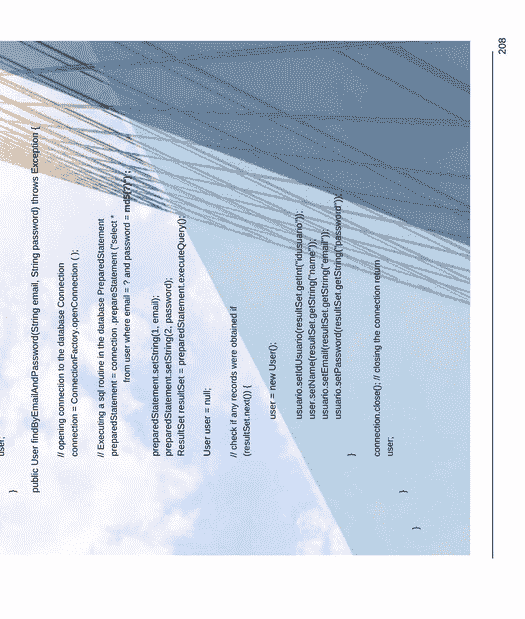 208
user;
}
public User findByEmailAndPassword(String email, String password) throws Exception {
// opening connection to the database Connection
connection = ConnectionFactory.openConnection ( );
// Executing a sql routine in the database PreparedStatement
preparedStatement = connection .prepareStatement ("select *
from user where email = ? and password = md5(?)");
preparedStatement.setString(1, email);
preparedStatement.setString(2, password);
ResultSet resultSet = preparedStatement.executeQuery();
User user = null;
// check if any records were obtained if
(resultSet.next()) {
user = new User();
usuario.setIdUsuario(resultSet.getInt("idusuario"));
user.setName(resultSet.getString("name"));
usuario.setEmail(resultSet.getString("email"));
usuario.setPassword(resultSet.getString("password"));
}
connection.close(); // closing the connection return
user;
}
}